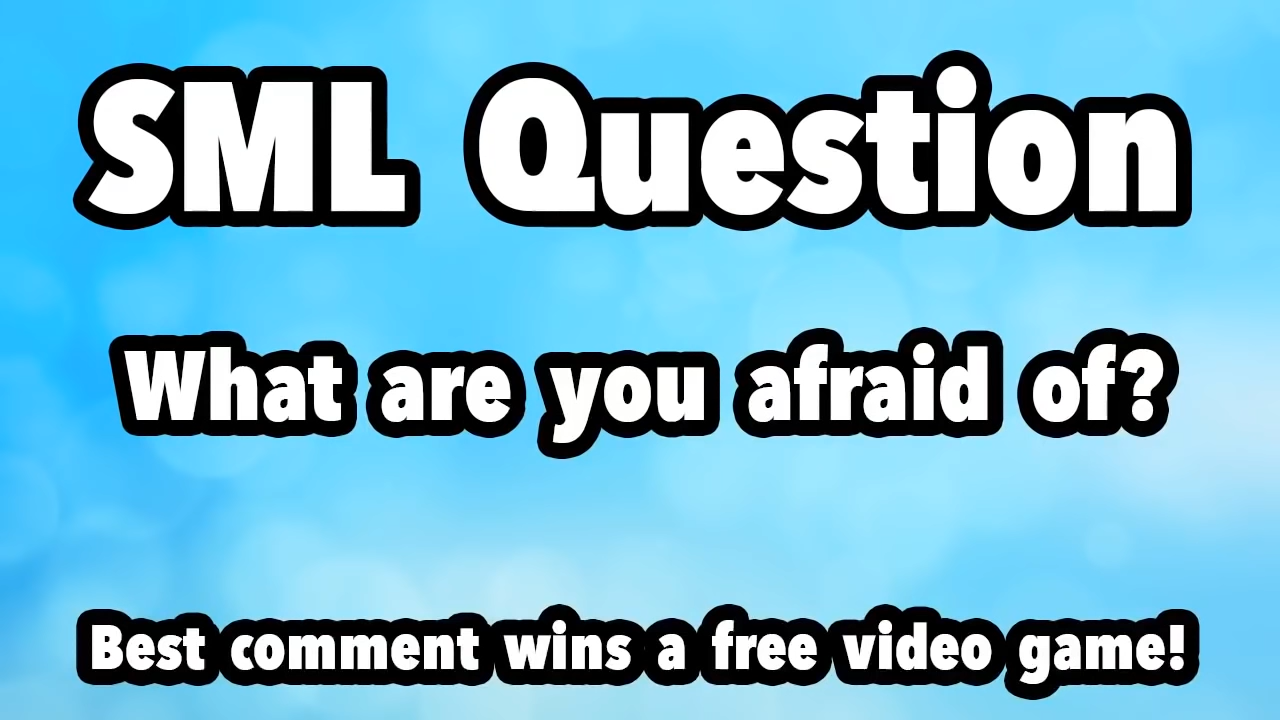 SML Question
What are you afraid of?
Best comment wins a free video game!